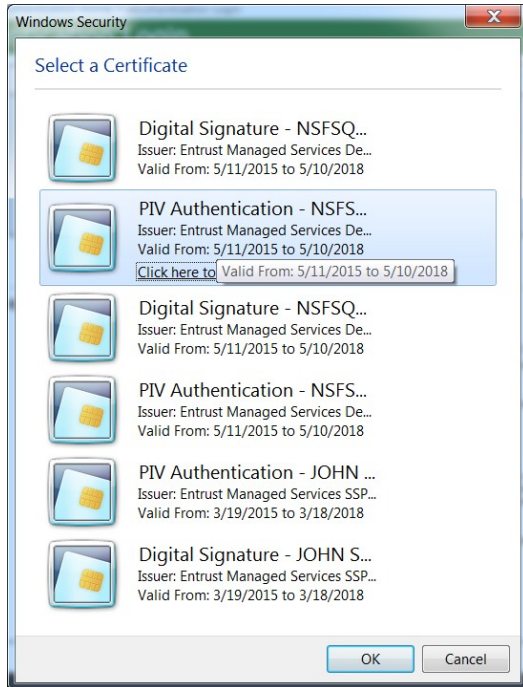 Windows Security
Select a Certificate
Digital Signature - NSFSQ...
Issuer: Entrust Managed Services De...
Valid From: 5/11/2015 to 5/10/2018
PIV Authentication - NSFS...
Issuer: Entrust Managed Services De...
Valid From: 5/11/2015 to 5/10/2018
Click here to Valid From: 5/11/2015 to 5/10/2018
Digital Signature - NSFSQ...
Issuer: Entrust Managed Services De...
Valid From: 5/11/2015 to 5/10/2018
PIV Authentication - NSFS...
Issuer: Entrust Managed Services De...
Valid From: 5/11/2015 to 5/10/2018
PIV Authentication - JOHN ...
Issuer: Entrust Managed Services SSP...
Valid From: 3/19/2015 to 3/18/2018
Digital Signature - JOHN S...
Issuer: Entrust Managed Services SSP...
Valid From: 3/19/2015 to 3/18/2018
OK Cancel